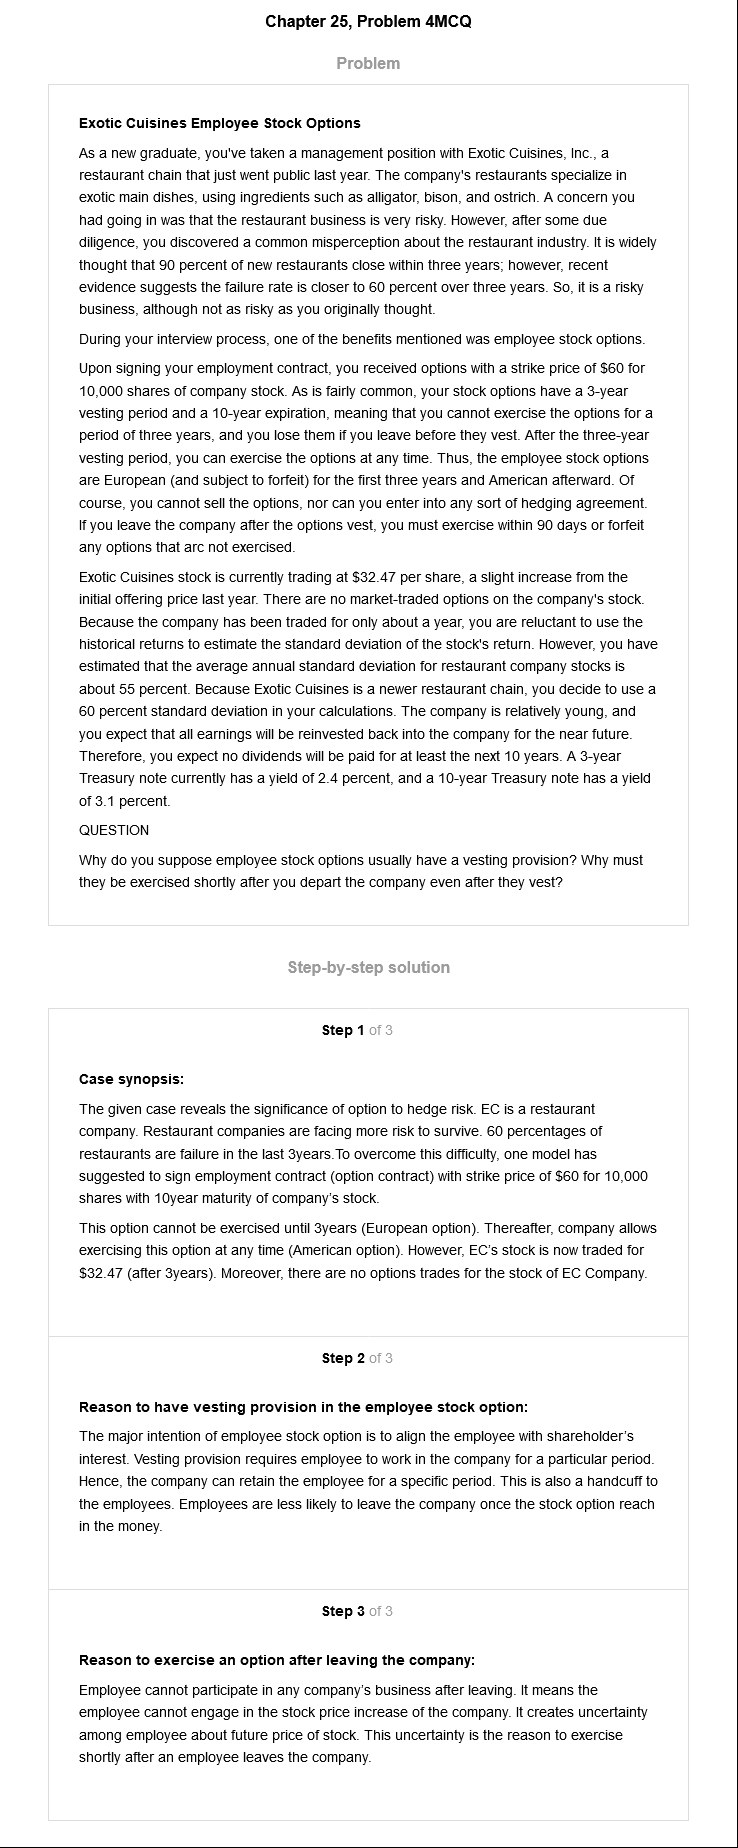 Chapter 25, Problem 4MCQ
Problem
Exotic Cuisines Employee Stock Options
As a new graduate, you've taken a management position with Exotic Cuisines, Inc., a
restaurant chain that just went public last year. The company's restaurants specialize in
exotic main dishes, using ingredients such as alligator, bison, and ostrich. A concern you
had going in was that the restaurant business is very risky. However, after some due
diligence, you discovered a common misperception about the restaurant industry. It is widely
thought that 90 percent of new restaurants close within three years; however, recent
evidence suggests the failure rate is closer to 60 percent over three years. So, it is a risky
business, although not as risky as you originally thought.
During your interview process, one of the benefits mentioned was employee stock options.
Upon signing your employment contract, you received options with a strike price of $60 for
10,000 shares of company stock. As is fairly common, your stock options have a 3-year
vesting period and a 10-year expiration, meaning that you cannot exercise the options for a
period of three years, and you lose them if you leave before they vest. After the three-year
vesting period, you can exercise the options at any time. Thus, the employee stock options
are European (and subject to forfeit) for the first three years and American afterward. Of
course, you cannot sell the options, nor can you enter into any sort of hedging agreement.
If you leave the company after the options vest, you must exercise within 90 days or forfeit
any options that arc not exercised.
Exotic Cuisines stock is currently trading at $32.47 per share, a slight increase from the
initial offering price last year. There are no market-traded options on the company's stock.
Because the company has been traded for only about a year, you are reluctant to use the
historical returns to estimate the standard deviation of the stock's return. However, you have
estimated that the average annual standard deviation for restaurant company stocks is
about 55 percent. Because Exotic Cuisines is a newer restaurant chain, you decide to use a
60 percent standard deviation in your calculations. The company is relatively young, and
you expect that all earnings will be reinvested back into the company for the near future.
Therefore, you expect no dividends will be paid for at least the next 10 years. A 3-year
Treasury note currently has a yield of 2.4 percent, and a 10-year Treasury note has a yield
of 3.1 percent.
QUESTION
Why do you suppose employee stock options usually have a vesting provision? Why must
they be exercised shortly after you depart the company even after they vest?
Step-by-step solution
Step 1 of 3
Case synopsis:
The given case reveals the significance of option to hedge risk. EC is a restaurant
company. Restaurant companies are facing more risk to survive. 60 percentages of
restaurants are failure in the last 3years.To overcome this difficulty, one model has
suggested to sign employment contract (option contract) with strike price of $60 for 10,000
shares with 10year maturity of company's stock.
This option cannot be exercised until 3years (European option). Thereafter, company allows
exercising this option at any time (American option). However, EC's stock is now traded for
$32.47 (after 3years). Moreover, there are no options trades for the stock of EC Company.
Step 2 of 3
Reason to have vesting provision in the employee stock option:
The major intention of employee stock option is to align the employee with shareholder's
interest. Vesting provision requires employee to work in the company for a particular period.
Hence, the company can retain the employee for a specific period. This is also a handcuff to
the employees. Employees are less likely to leave the company once the stock option reach
in the money.
Step 3 of 3
Reason to exercise an option after leaving the company:
Employee cannot participate in any company's business after leaving. It means the
employee cannot engage in the stock price increase of the company. It creates uncertainty
among employee about future price of stock. This uncertainty is the reason to exercise
shortly after an employee leaves the company.